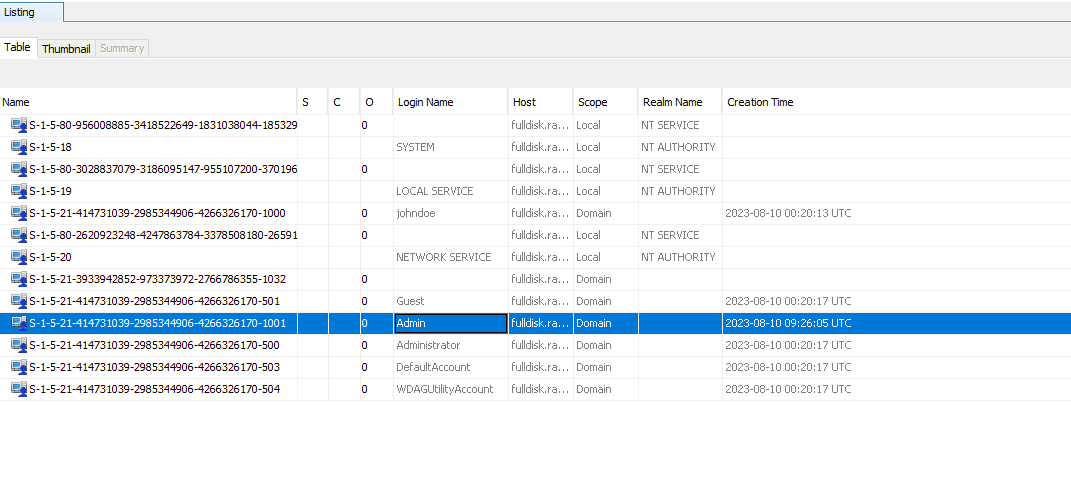 Listing
Table Thumbnail Summary
Name S C O Login Name Host Scope Realm Name Creation Time
S-1-5-80-956008885-3418522649-1831038044-185329 0 fulldisk.ra... Local NT SERVICE
S-1-5-18 SYSTEM fulldisk.ra... Local NT AUTHORITY
S-1-5-80-3028837079-3186095147-955107200-370196 0 fulldisk.ra... Local NT SERVICE
S-1-5-19 LOCAL SERVICE fulldisk.ra... Local NT AUTHORITY
S-1-5-21-414731039-2985344906-4266326170-1000 0 johndoe fulldisk.ra... Domain 2023-08-10 00:20:13 UTC
S-1-5-80-2620923248-4247863784-3378508180-26591 0 fulldisk.ra... Local NT SERVICE
S-1-5-20 NETWORK SERVICE fulldisk.ra... Local NT AUTHORITY
S-1-5-21-3933942852-973373972-2766786355-1032 0 fulldisk.ra... Domain
S-1-5-21-414731039-2985344906-4266326170-501 0 Guest fulldisk.ra... Domain 2023-08-10 00:20:17 UTC
S-1-5-21-414731039-2985344906-4266326170-1001 0 Admin fulldisk.ra... Domain 2023-08-10 09:26:05 UTC
S-1-5-21-414731039-2985344906-4266326170-500 0 Administrator fulldisk.ra... Domain 2023-08-10 00:20:17 UTC
S-1-5-21-414731039-2985344906-4266326170-503 0 DefaultAccount fulldisk.ra... Domain 2023-08-10 00:20:17 UTC
S-1-5-21-414731039-2985344906-4266326170-504 0 WDAGUtilityAccount fulldisk.ra... Domain 2023-08-10 00:20:17 UTC